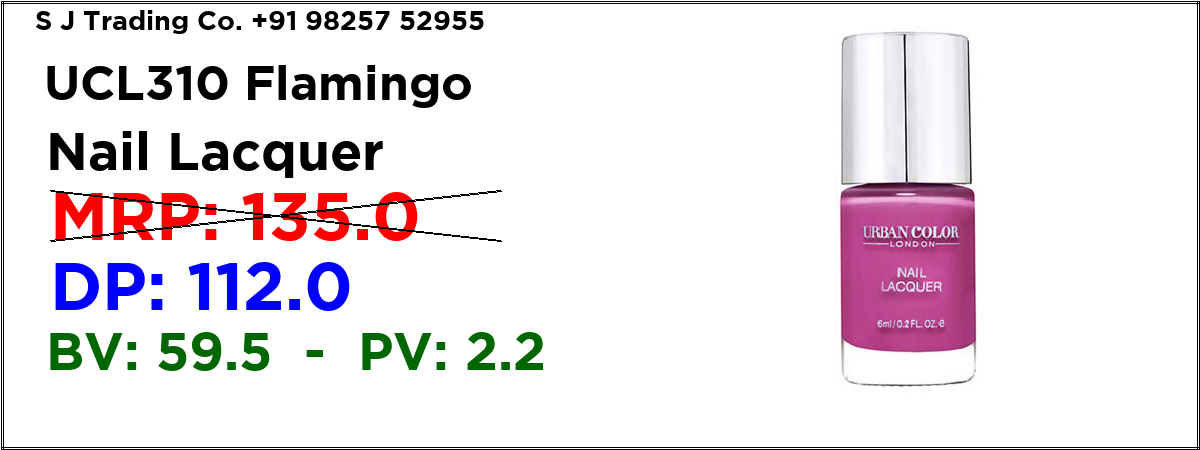 S J Trading Co. +91 98257 52955
UCL310 Flamingo
Nail Lacquer
MRP: 135.0
DP: 112.0
BV: 59.5 - PV: 2.2
URBAN COLOR
LONDON
NAIL
LACQUER
6ml / 0.2 FL. OZ. e